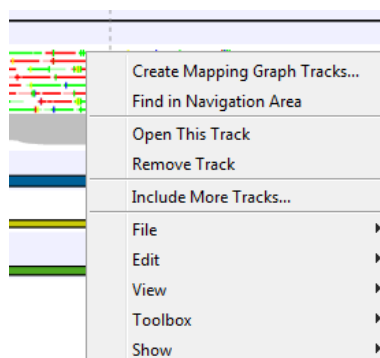 Create Mapping Graph Tracks...
Find in Navigation Area
Open This Track
Remove Track
Include More Tracks...
File
Edit
View
Toolbox
Show